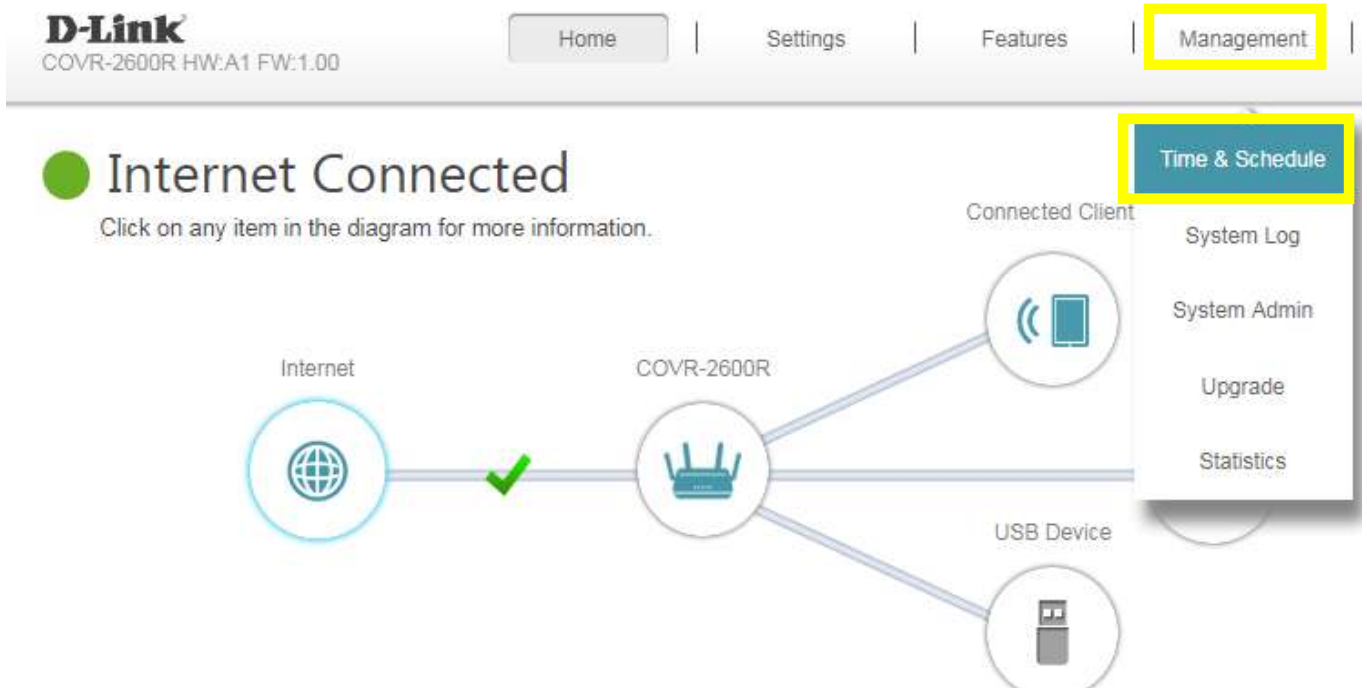 D-Link
COVR-2600R HW:A1 FW:1.00
Home | Settings | Features | Management |
Time & Schedule
Internet Connected
Click on any item in the diagram for more information.
Connected Client
System Log
System Admin
Internet
COVR-2600R
Upgrade
Statistics
USB Device